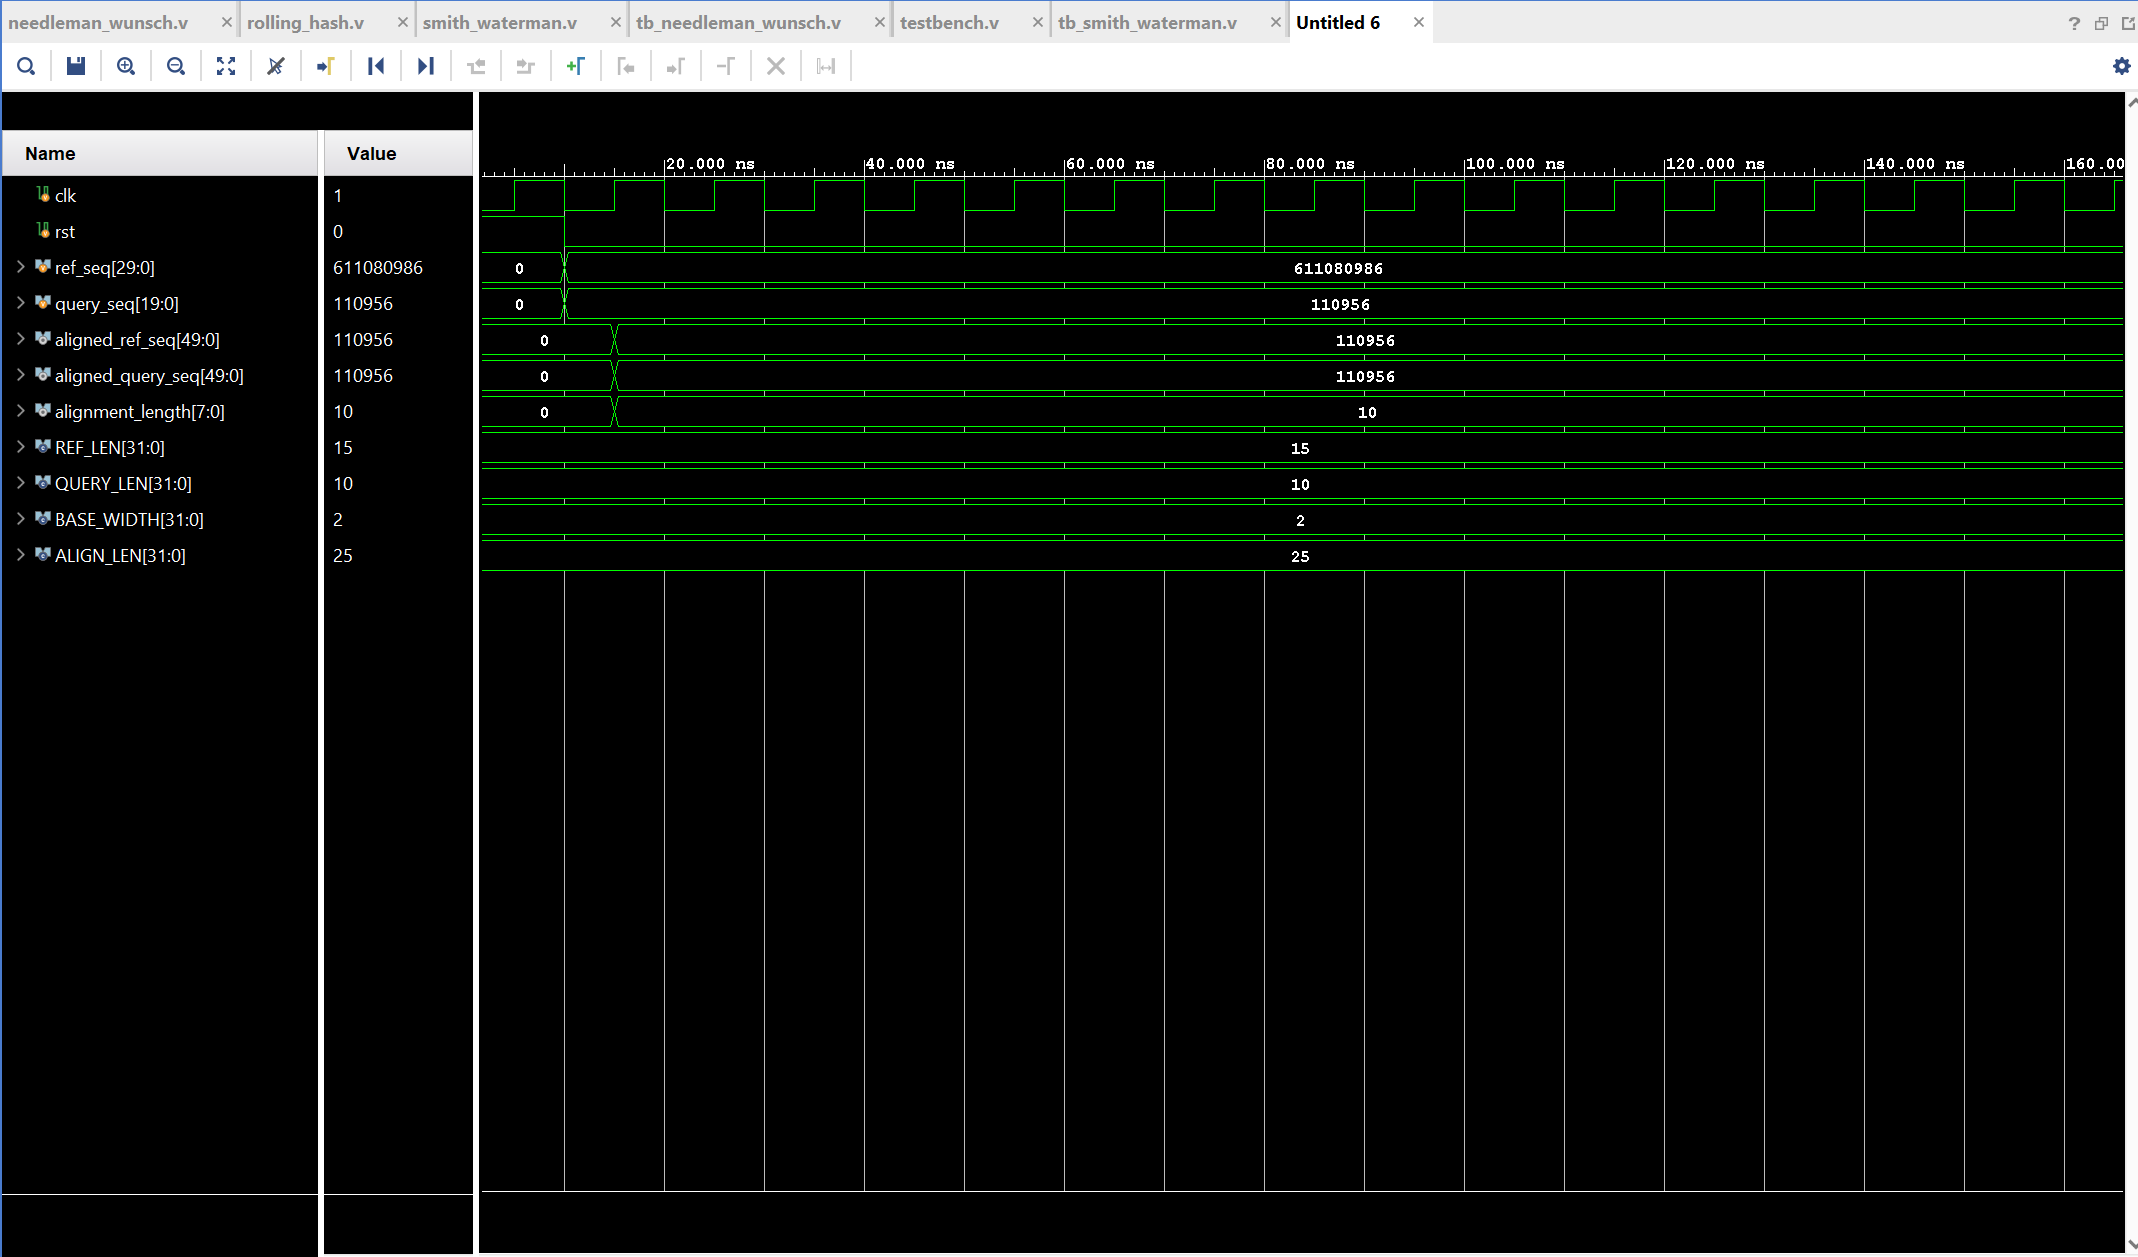 needleman_wunsch.v × rolling_hash.v × smith_waterman.v × tb_needleman_wunsch.v × testbench.v × tb_smith_waterman.v × Untitled 6 × ?
Name Value
20.000 ns 40.000 ns 60.000 ns 80.000 ns 100.000 ns 120.000 ns 140.000 ns 160.00
clk 1
rst 0
ref_seq[29:0] 611080986 0 611080986
query_seq[19:0] 110956 0 110956
aligned_ref_seq[49:0] 110956 0 110956
aligned_query_seq[49:0] 110956 0 110956
alignment_length[7:0] 10 0 10
REF_LEN[31:0] 15 15
QUERY_LEN[31:0] 10 10
BASE_WIDTH[31:0] 2 2
ALIGN_LEN[31:0] 25 25